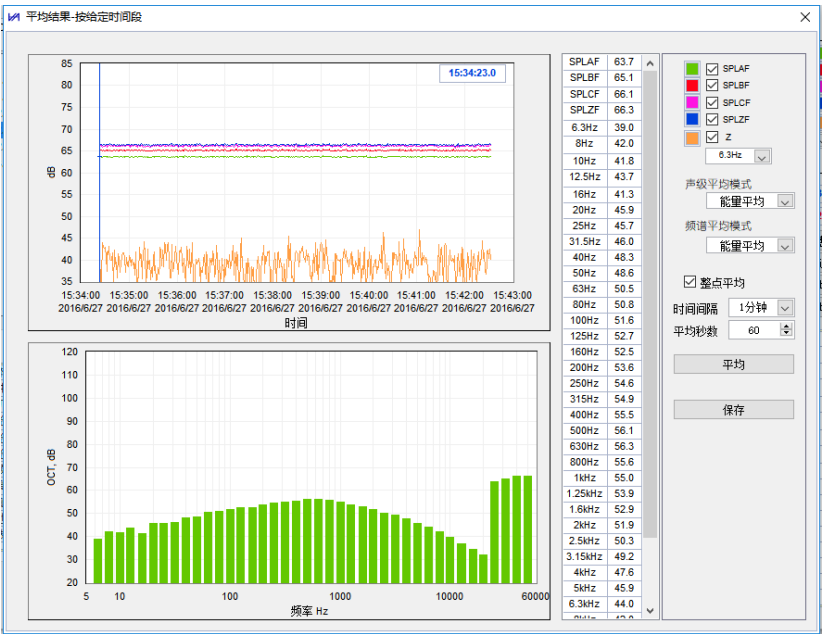 平均结果-按给定时间段
85
80
75
70
65
60
55
50
45
40
35
dB
15:34:23.0
15:34:00 15:35:00 15:36:00 15:37:00 15:38:00 15:39:00 15:40:00 15:41:00 15:42:00 15:43:00
2016/6/27 2016/6/27 2016/6/27 2016/6/27 2016/6/27 2016/6/27 2016/6/27 2016/6/27 2016/6/27 2016/6/27
时间
120
110
100
90
80
70
60
50
40
30
20
OCT, dB
5 10 100 1000 10000 60000
频率 Hz
SPLAF 63.7
SPLBF 65.1
SPLCF 66.1
SPLZF 66.3
6.3Hz 39.0
8Hz 42.0
10Hz 41.8
12.5Hz 43.7
16Hz 41.3
20Hz 45.9
25Hz 45.7
31.5Hz 46.0
40Hz 48.3
50Hz 48.6
63Hz 50.5
80Hz 50.8
100Hz 51.6
125Hz 52.7
160Hz 52.5
200Hz 53.6
250Hz 54.6
315Hz 54.9
400Hz 55.5
500Hz 56.1
630Hz 56.3
800Hz 55.6
1kHz 55.0
1.25kHz 53.9
1.6kHz 52.9
2kHz 51.9
2.5kHz 50.3
3.15kHz 49.2
4kHz 47.6
5kHz 45.9
6.3kHz 44.0
SPLAF
SPLBF
SPLCF
SPLZF
Z
6.3Hz
声级平均模式
能量平均
频谱平均模式
能量平均
整点平均
时间间隔 1分钟
平均秒数 60
平均
保存